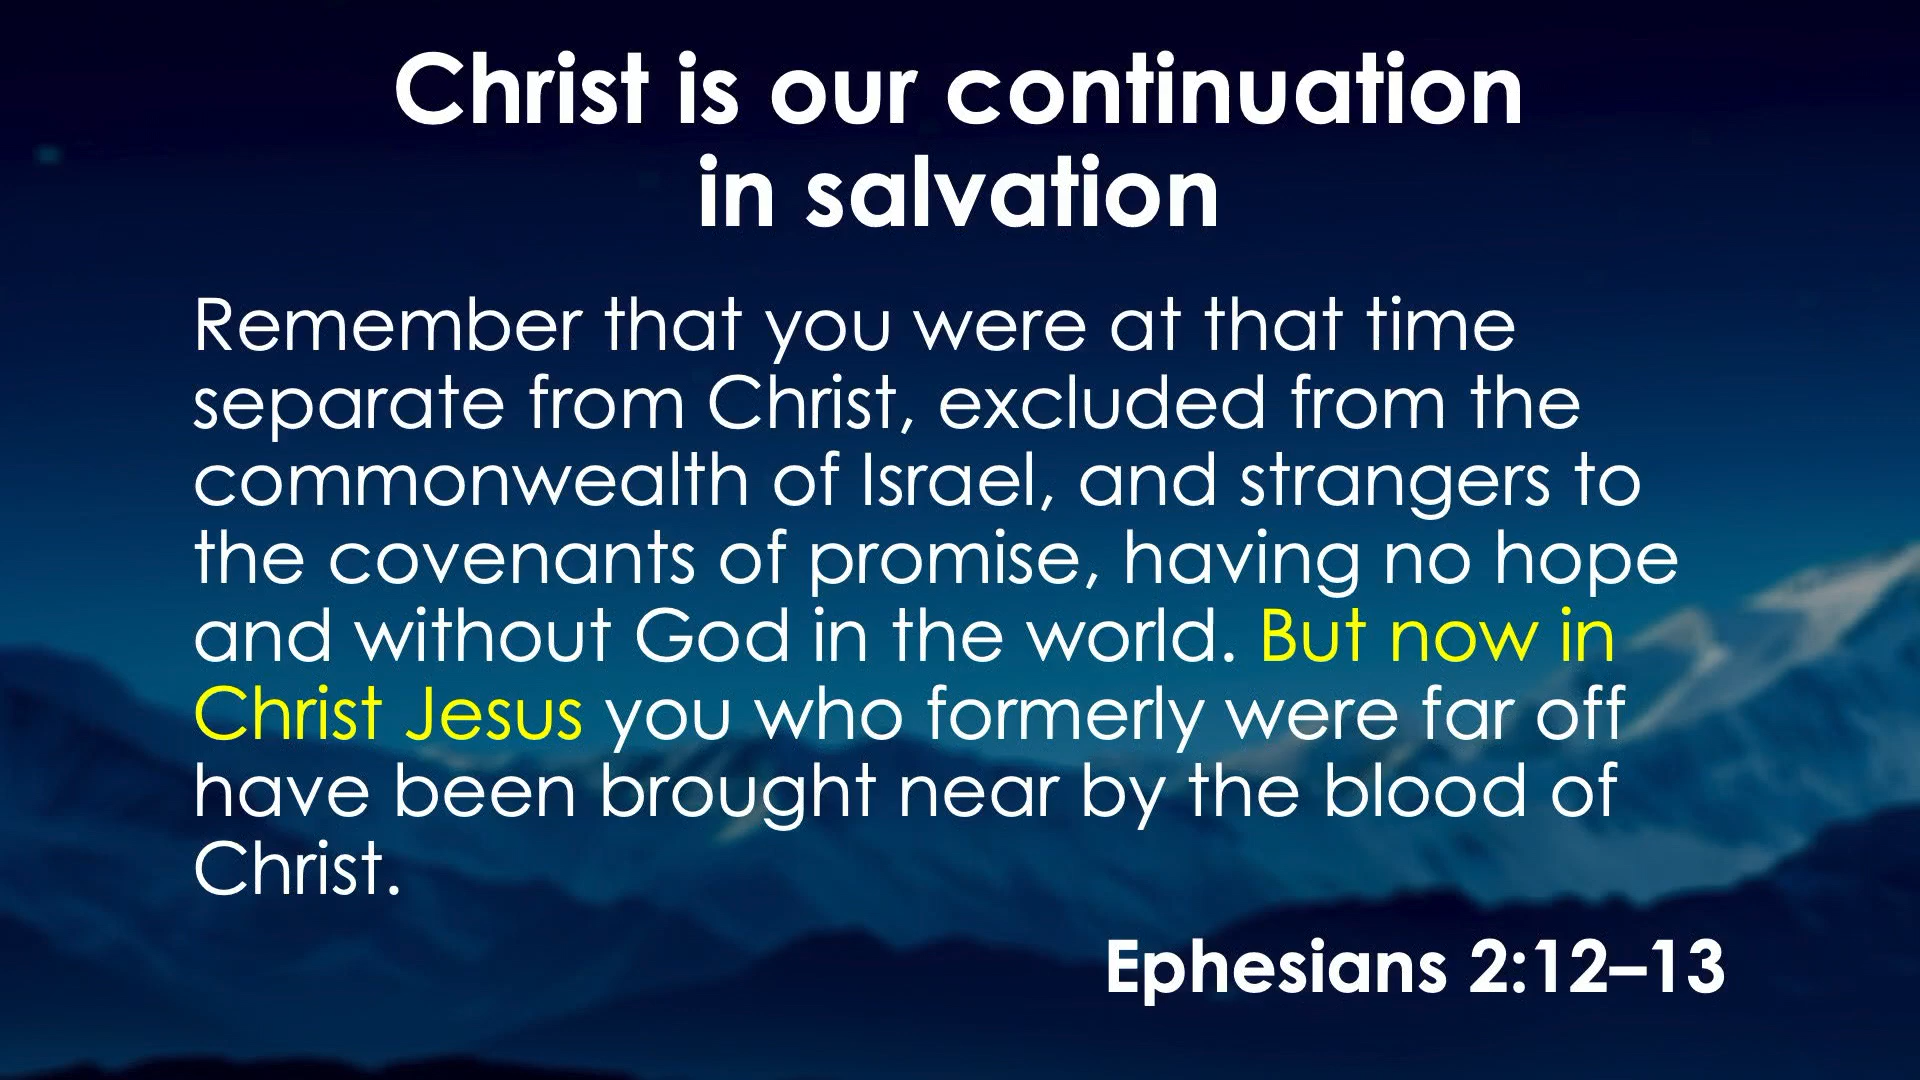 Christ is our continuation
in salvation
Remember that you were at that time
separate from Christ, excluded from the
commonwealth of Israel, and strangers to
the covenants of promise, having no hope
and without God in the world. But now in
Christ Jesus you who formerly were far off
have been brought near by the blood of
Christ.
Ephesians 2:12–13